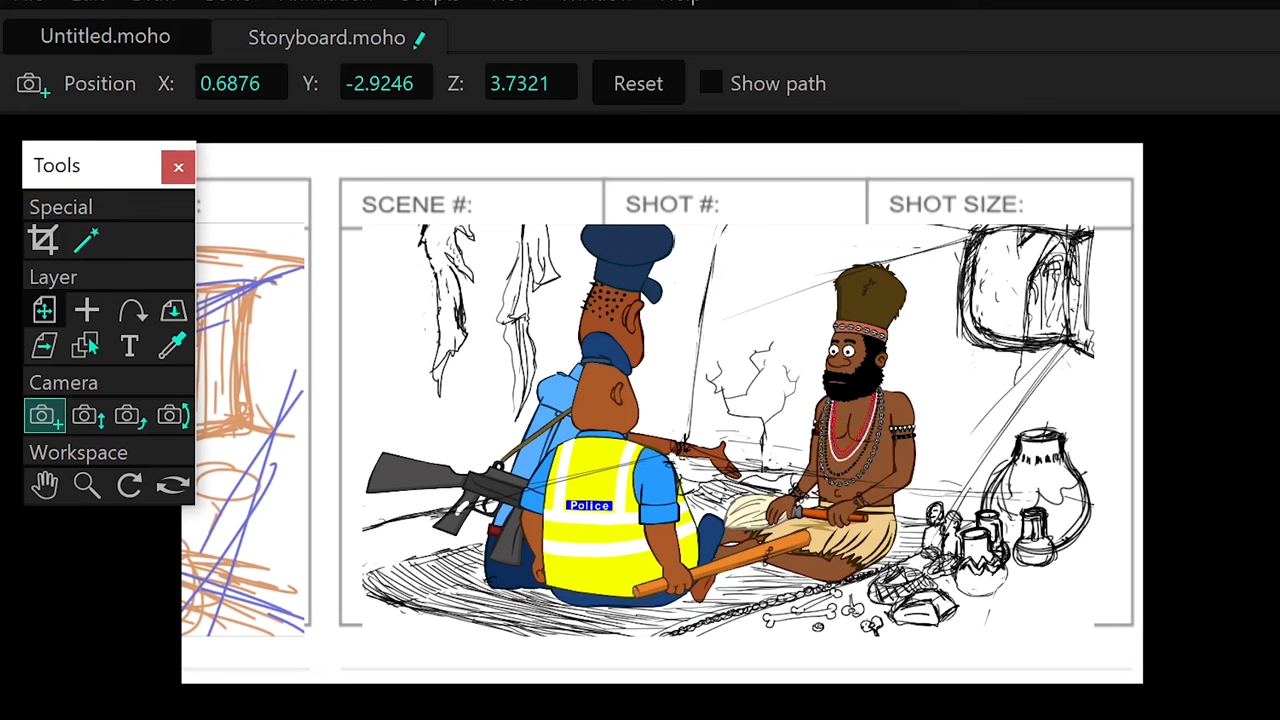 Untitled.moho
Storyboard.moho
Position X: 0.6876 Y: -2.9246 Z: 3.7321 Reset Show path
Tools
Special
Layer
T
Camera
Workspace
SCENE #: SHOT #: SHOT SIZE:
Police